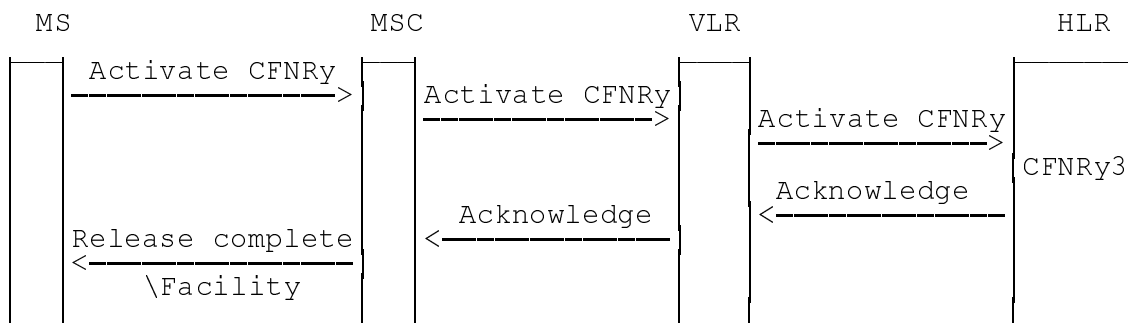 MS MSC VLR HLR
Activate CFNRy
Activate CFNRy
Activate CFNRy
CFNRy3
Acknowledge
Acknowledge
Release complete
\Facility